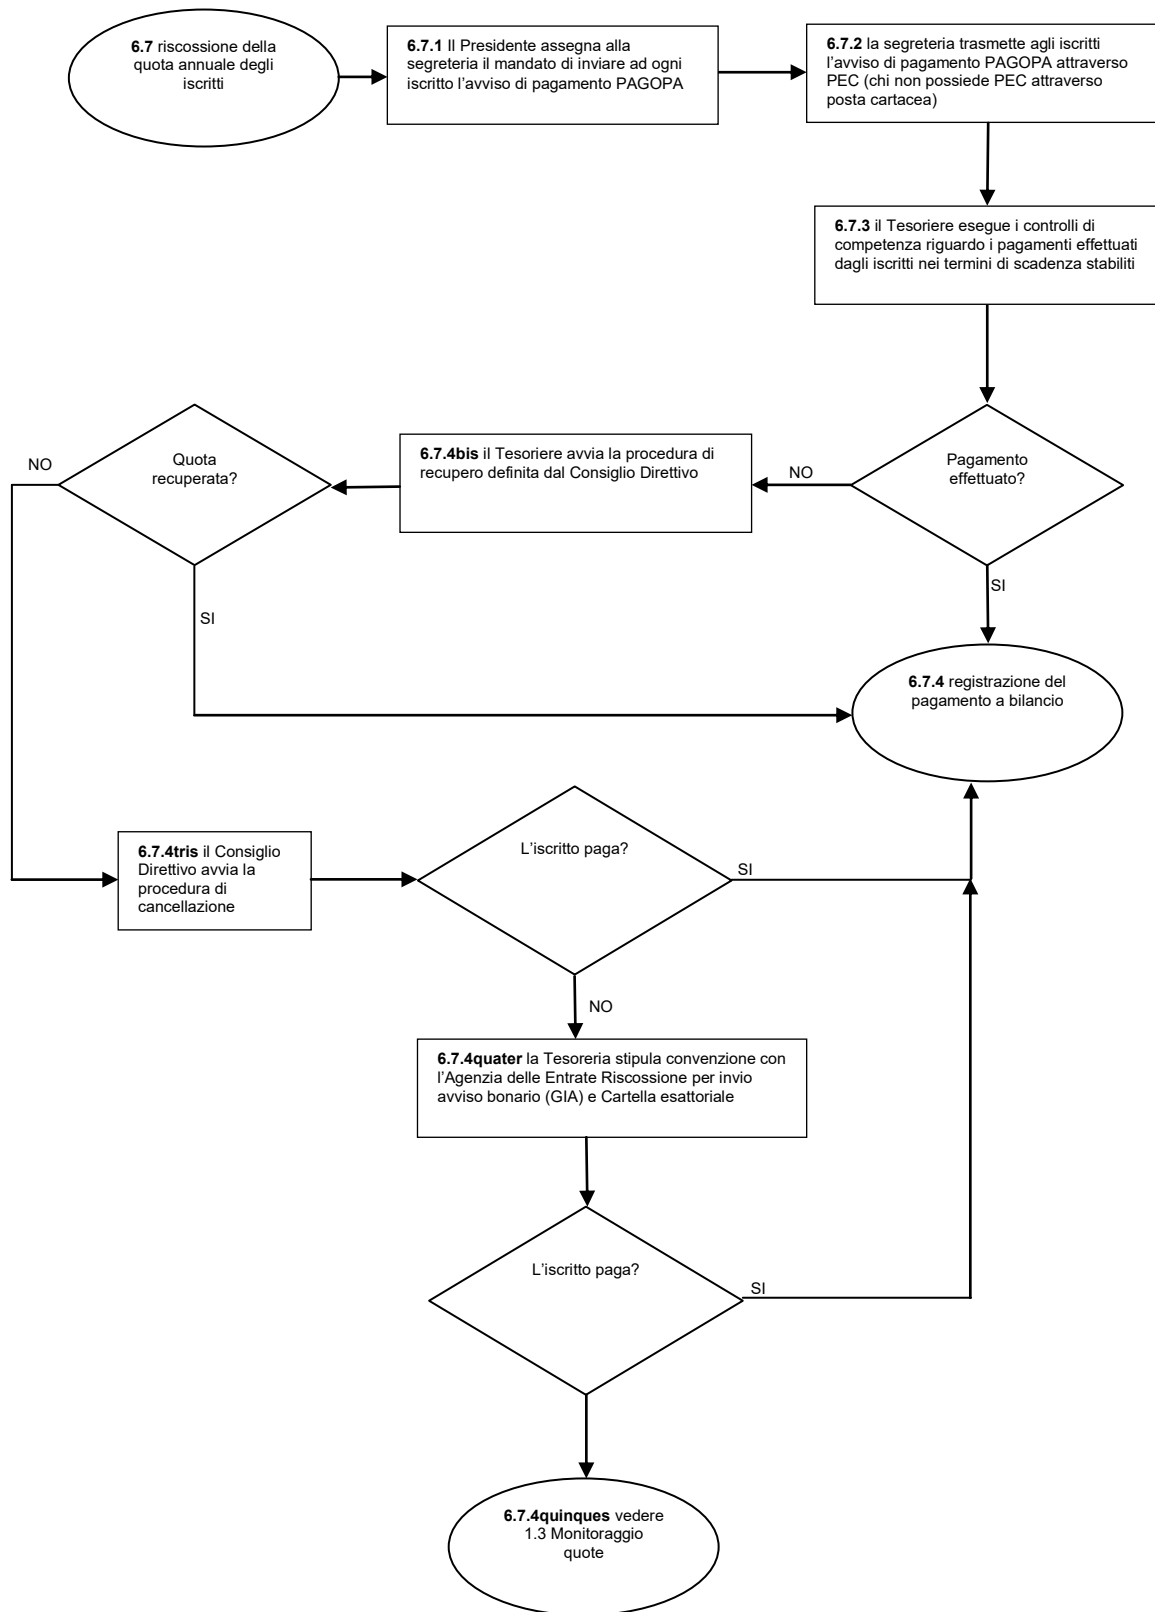 6.7 riscossione della
quota annuale degli
iscritti
6.7.1 Il Presidente assegna alla
segreteria il mandato di inviare ad ogni
iscritto l’avviso di pagamento PAGOPA
6.7.2 la segreteria trasmette agli iscritti
l’avviso di pagamento PAGOPA attraverso
PEC (chi non possiede PEC attraverso
posta cartacea)
6.7.3 il Tesoriere esegue i controlli di
competenza riguardo i pagamenti effettuati
dagli iscritti nei termini di scadenza stabiliti
Pagamento
effettuato?
NO
SI
6.7.4bis il Tesoriere avvia la procedura di
recupero definita dal Consiglio Direttivo
Quota
recuperata?
NO
SI
6.7.4 registrazione del
pagamento a bilancio
6.7.4tris il Consiglio
Direttivo avvia la
procedura di
cancellazione
L’iscritto paga?
SI
NO
6.7.4quater la Tesoreria stipula convenzione con
l’Agenzia delle Entrate Riscossione per invio
avviso bonario (GIA) e Cartella esattoriale
L’iscritto paga?
SI
6.7.4quinques vedere
1.3 Monitoraggio
quote